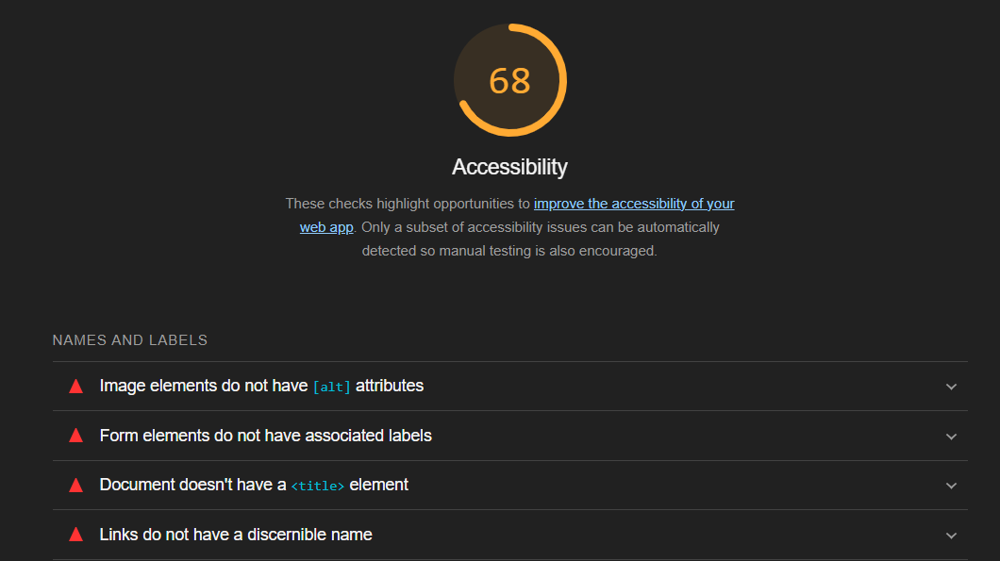 68
Accessibility
These checks highlight opportunities to improve the accessibility of your
web app. Only a subset of accessibility issues can be automatically
detected so manual testing is also encouraged.
NAMES AND LABELS
Image elements do not have [alt] attributes
Form elements do not have associated labels
Document doesn't have a <title> element
Links do not have a discernible name